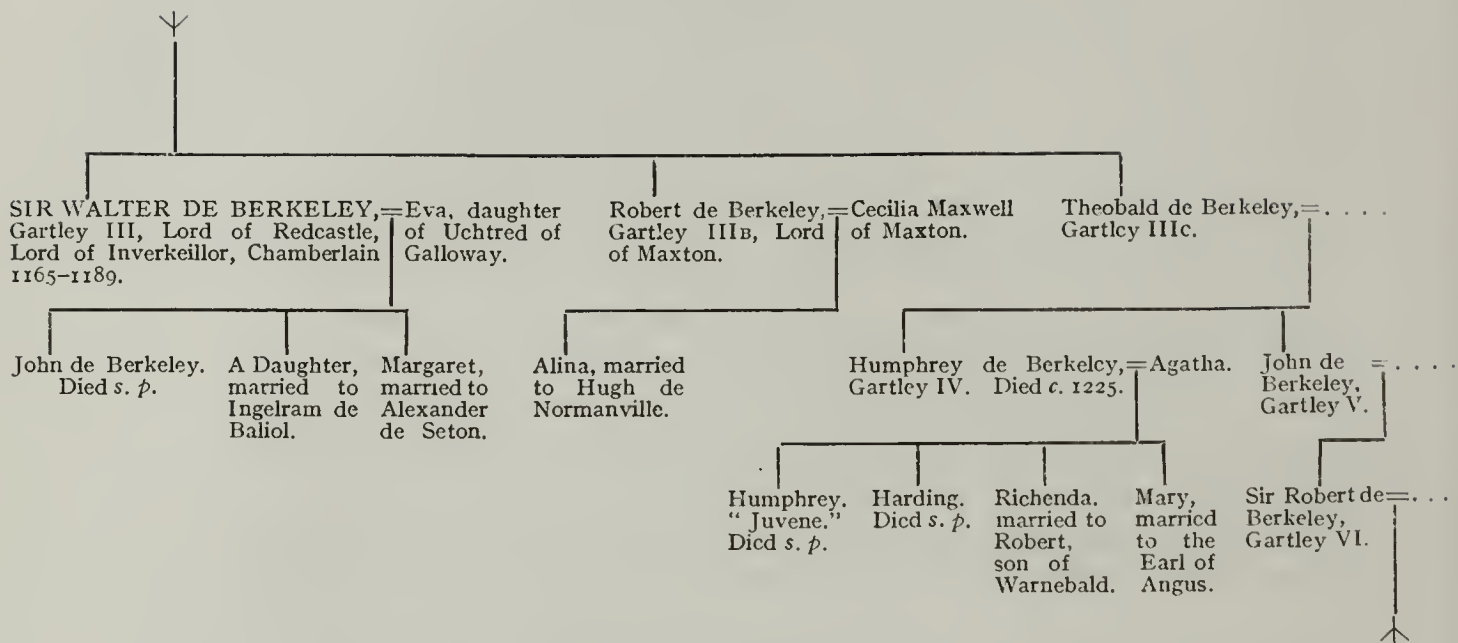 SIR WALTER DE BERKELEY,=Eva, daughter
Gartley III, Lord of Redcastle, of Uchtred of
Lord of Inverkeillor, Chamberlain Galloway.
1165–1189.
Robert de Berkeley,=Cecilia Maxwell
Gartley IIIB, Lord of Maxton.
of Maxton.
Theobald de Berkeley,=. . . .
Gartley IIIC.
John de Berkeley.
Died s. p.
A Daughter,
married to
Ingelram de
Baliol.
Margaret,
married to
Alexander
de Seton.
Alina, married
to Hugh de
Normanville.
Humphrey de Berkeley,=Agatha.
Gartley IV. Died c. 1225.
John de =. . . .
Berkeley,
Gartley V.
Humphrey.
" Juvene."
Died s. p.
Harding.
Died s. p.
Richenda.
married to
Robert,
son of
Warnebald.
Mary,
married
to the
Earl of
Angus.
Sir Robert de=. . .
Berkeley,
Gartley VI.